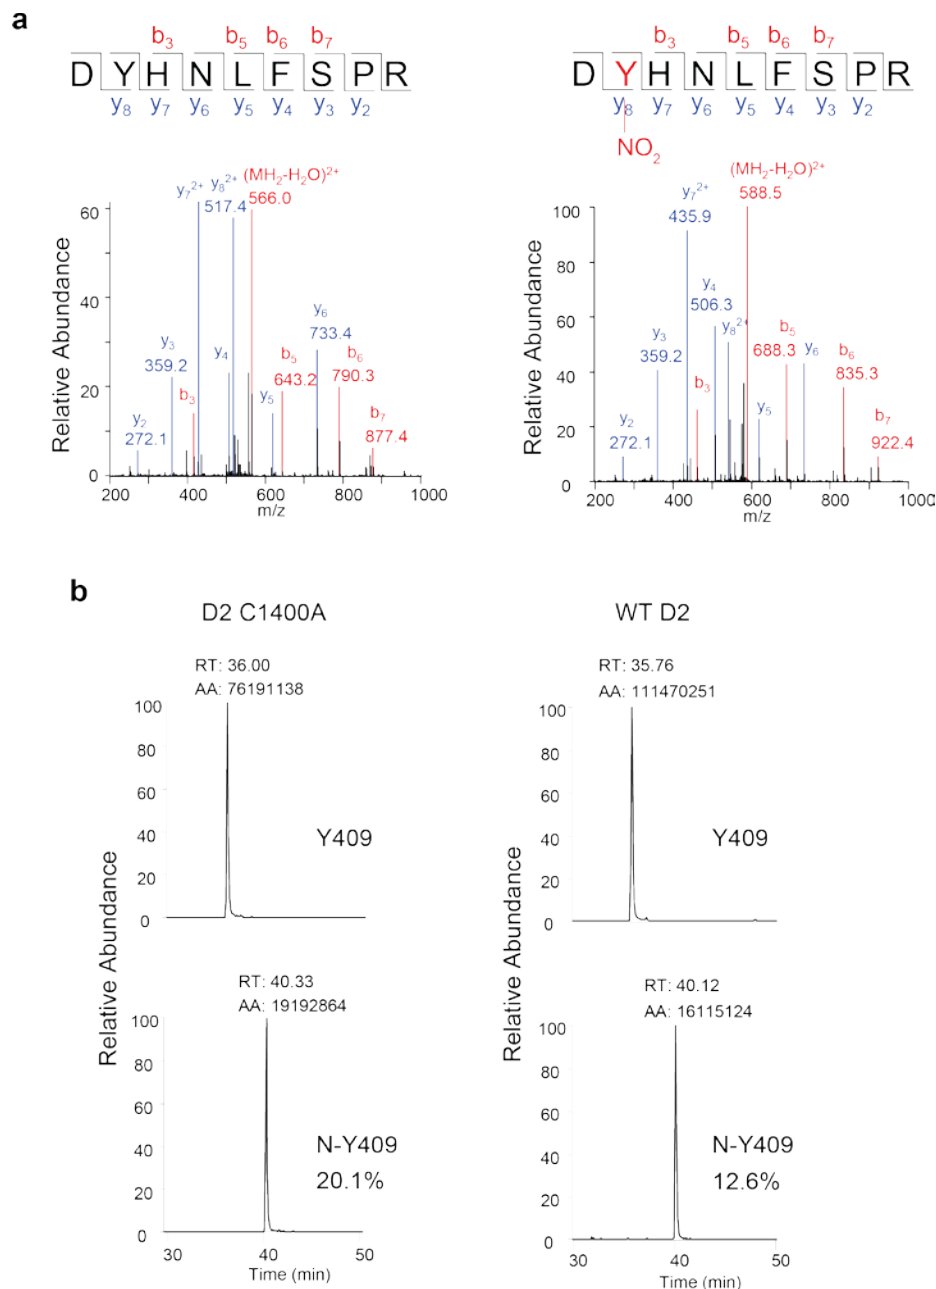 a
b3 b5 b6 b7
D Y H N L F S P R
y8 y7 y6 y5 y4 y3 y2
y7 2+ y8 2+ (MH2-H2O)2+
517.4 566.0
60
40
20
0
Relative Abundance
y2
272.1
y3
359.2
b3
y4
y5
b5
643.2
y6
733.4
b6
790.3
b7
877.4
200 400 600 800 1000
m/z
b3 b5 b6 b7
D Y H N L F S P R
y8 y7 y6 y5 y4 y3 y2
NO2
(MH2-H2O)2+
588.5
y7 2+
435.9
100
80
60
40
20
0
Relative Abundance
y4
506.3
y8 2+
y3
359.2
y2
272.1
b3
b5
688.3
y5
y6
b6
835.3
b7
922.4
200 400 600 800 1000
m/z
b
D2 C1400A
RT: 36.00
AA: 76191138
100
80
60
40
20
0
Y409
RT: 40.33
AA: 19192864
100
80
60
40
20
0
N-Y409
20.1%
Relative Abundance
30 40 50
Time (min)
WT D2
RT: 35.76
AA: 111470251
100
80
60
40
20
0
Y409
RT: 40.12
AA: 16115124
100
80
60
40
20
0
N-Y409
12.6%
Relative Abundance
30 40 50
Time (min)